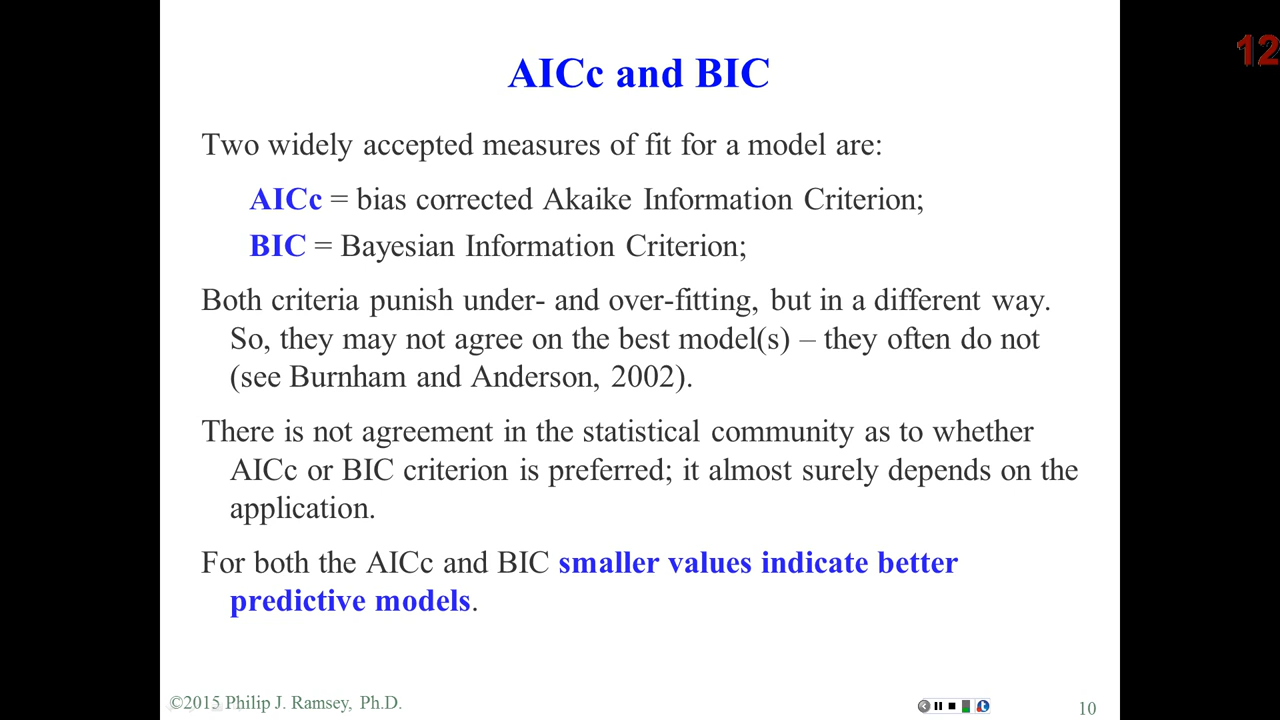 AICc and BIC
12
Two widely accepted measures of fit for a model are:
AICc = bias corrected Akaike Information Criterion;
BIC = Bayesian Information Criterion;
Both criteria punish under- and over-fitting, but in a different way.
So, they may not agree on the best model(s) – they often do not
(see Burnham and Anderson, 2002).
There is not agreement in the statistical community as to whether
AICc or BIC criterion is preferred; it almost surely depends on the
application.
For both the AICc and BIC smaller values indicate better
predictive models.
©2015 Philip J. Ramsey, Ph.D.
10